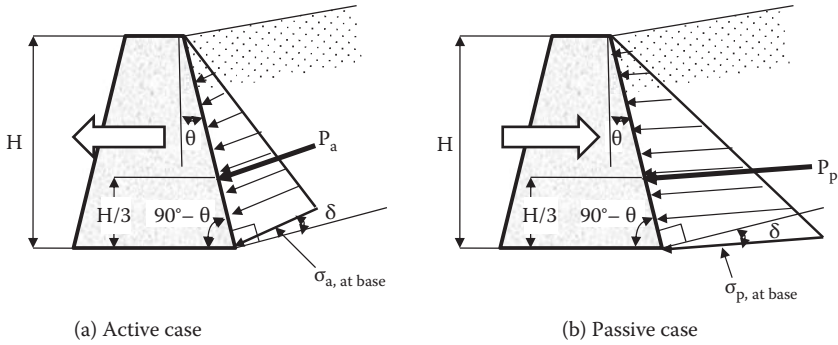 H
θ
P_a
H/3
90°– θ
δ
σ_a, at base
(a) Active case
H
θ
P_p
H/3
90°– θ
δ
σ_p, at base
(b) Passive case